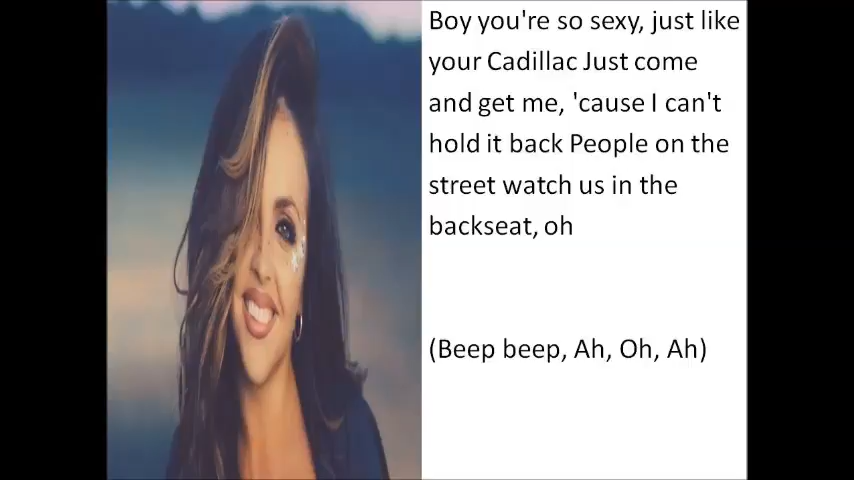 Boy you're so sexy, just like
your Cadillac Just come
and get me, 'cause I can't
hold it back People on the
street watch us in the
backseat, oh
(Beep beep, Ah, Oh, Ah)